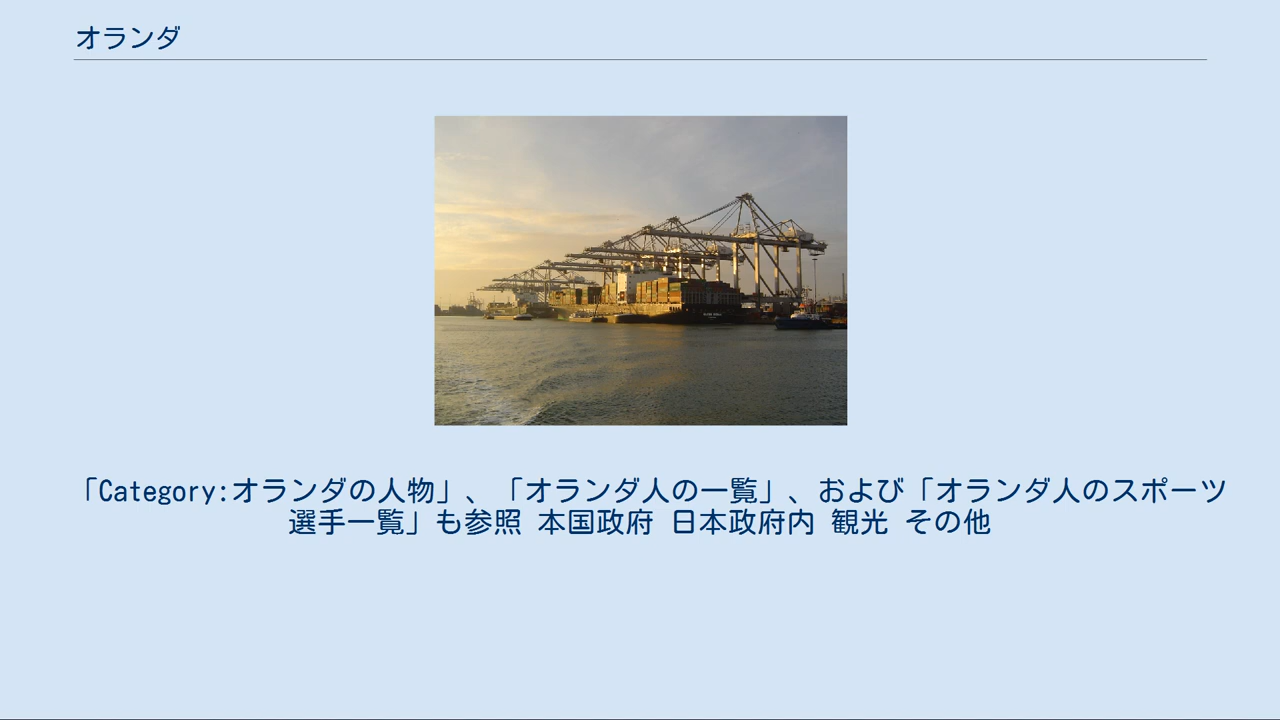 オランダ
「Category:オランダの人物」、「オランダ人の一覧」、および「オランダ人のスポーツ
選手一覧」も参照 本国政府 日本政府内 観光 その他